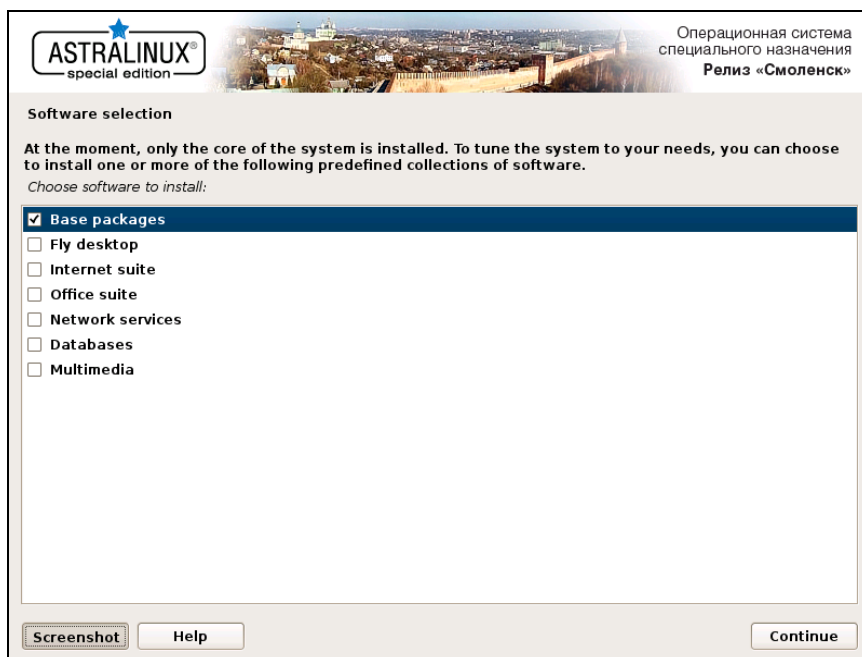 ASTRALINUX®
special edition
Операционная система
специального назначения
Релиз «Смоленск»
Software selection
At the moment, only the core of the system is installed. To tune the system to your needs, you can choose
to install one or more of the following predefined collections of software.
Choose software to install:
Base packages
Fly desktop
Internet suite
Office suite
Network services
Databases
Multimedia
Screenshot
Help
Continue